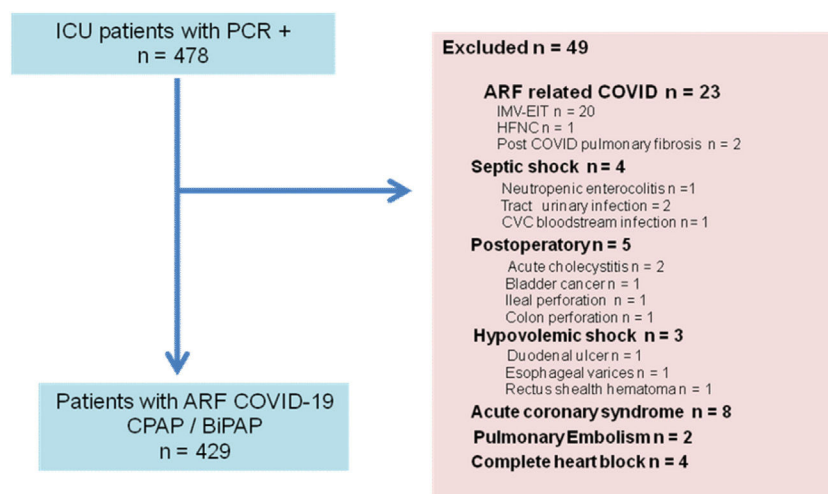 ICU patients with PCR +
n = 478
Excluded n = 49
ARF related COVID n = 23
IMV-EIT n = 20
HFNC n = 1
Post COVID pulmonary fibrosis n = 2
Septic shock n = 4
Neutropenic enterocolitis n =1
Tract urinary infection = 2
CVC bloodstream infection n= 1
Postoperatory n = 5
Acute cholecystitis n = 2
Bladder cancer n = 1
Ileal perforation n = 1
Colon perforation n = 1
Hypovolemic shock n = 3
Duodenal ulcer n = 1
Esophageal varices n = 1
Rectus shealth hematoma n = 1
Acute coronary syndrome n = 8
Pulmonary Embolism n = 2
Complete heart block n = 4
Patients with ARF COVID-19
CPAP / BiPAP
n = 429